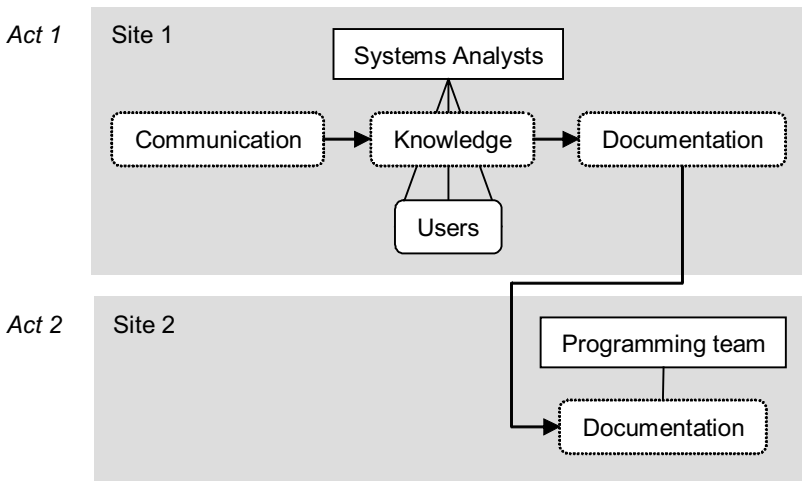 Act 1
Site 1
Systems Analysts
Communication
Knowledge
Documentation
Users
Act 2
Site 2
Programming team
Documentation